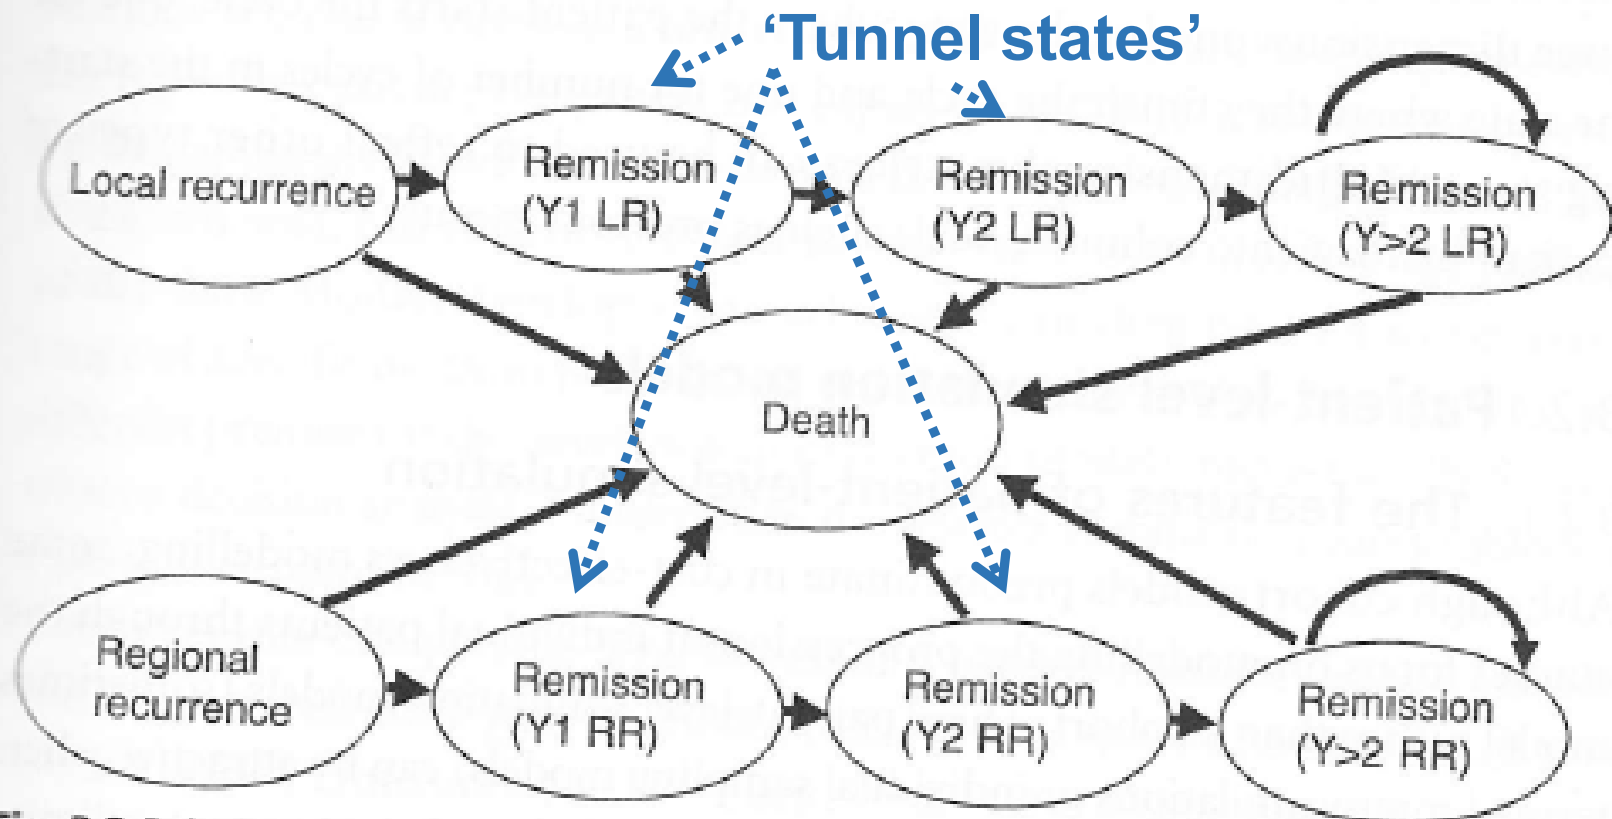 ‘Tunnel states’
Local recurrence
Remission
(Y1 LR)
Remission
(Y2 LR)
Remission
(Y>2 LR)
Death
Regional
recurrence
Remission
(Y1 RR)
Remission
(Y2 RR)
Remission
(Y>2 RR)